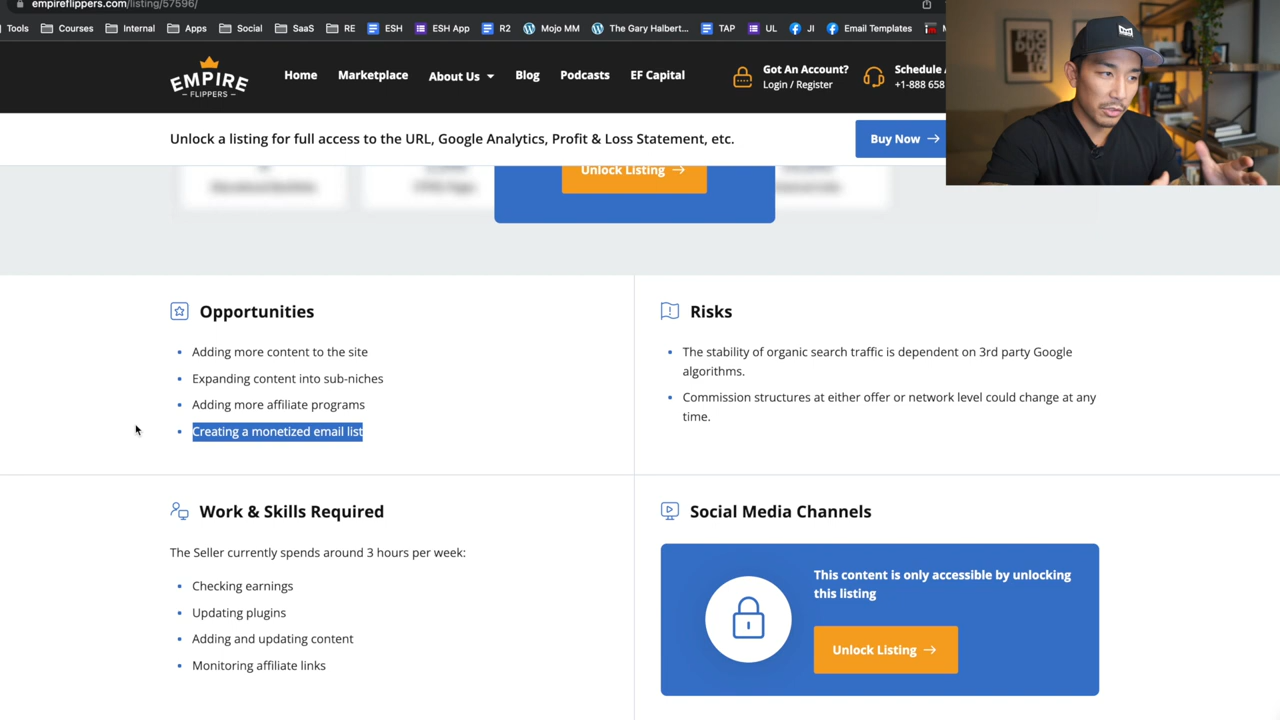 empireflippers.com/listing/57596/
Tools Courses Internal Apps Social SaaS RE ESH ESH App R2 Mojo MM The Gary Halbert... TAP UL JI Email Templates
EMPIRE
FLIPPERS
Home Marketplace About Us Blog Podcasts EF Capital
Got An Account?
Login / Register
Schedule
+1-888 658
Unlock a listing for full access to the URL, Google Analytics, Profit & Loss Statement, etc.
Buy Now →
Unlock Listing →
Opportunities
Adding more content to the site
Expanding content into sub-niches
Adding more affiliate programs
Creating a monetized email list
Risks
The stability of organic search traffic is dependent on 3rd party Google
algorithms.
Commission structures at either offer or network level could change at any
time.
Work & Skills Required
The Seller currently spends around 3 hours per week:
Checking earnings
Updating plugins
Adding and updating content
Monitoring affiliate links
Social Media Channels
This content is only accessible by unlocking
this listing
Unlock Listing →